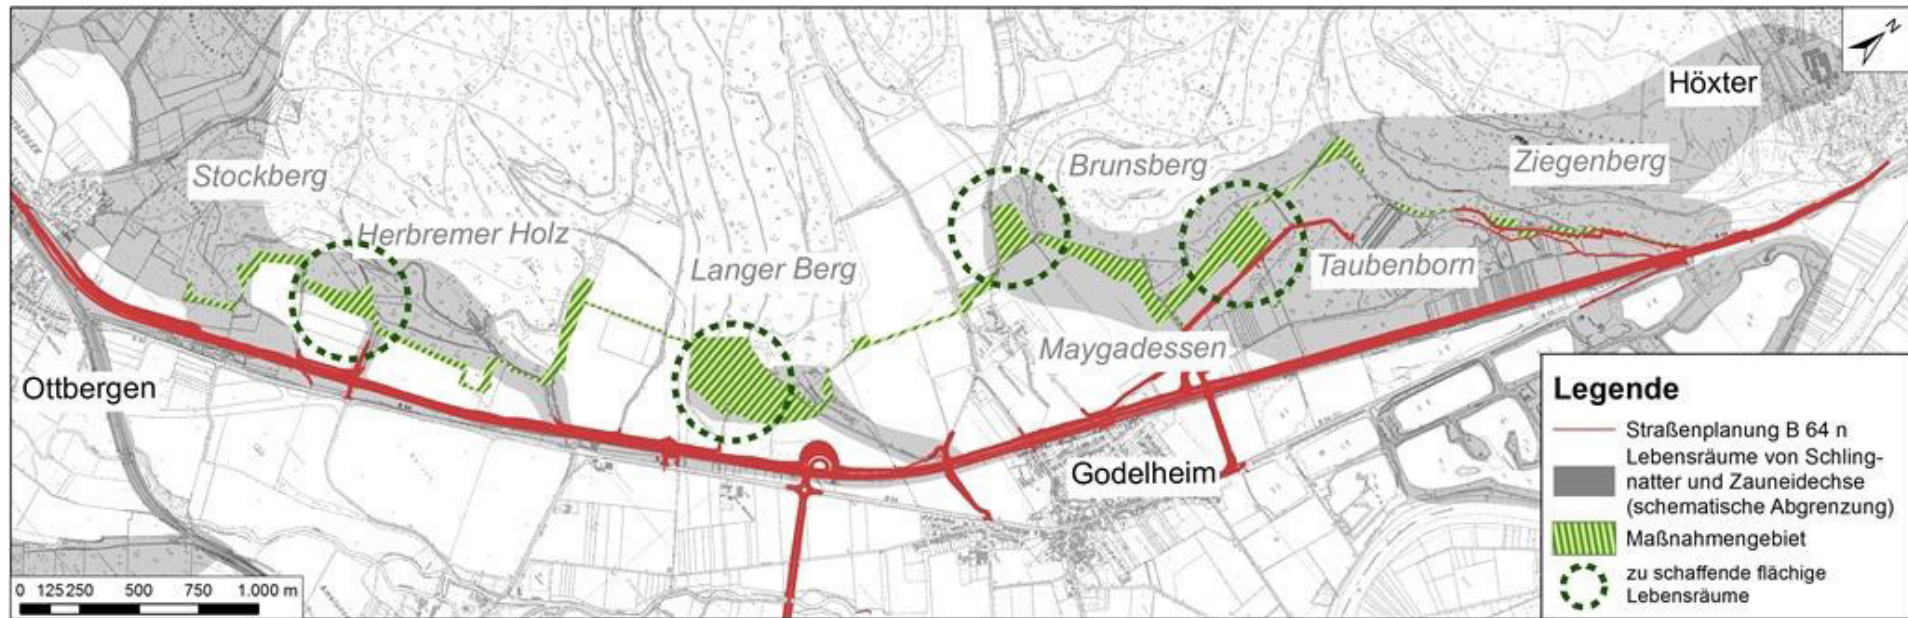 N
Höxter
Brunsberg
Ziegenberg
Stockberg
Herbremer Holz
Langer Berg
Taubenborn
Maygadessen
Ottbergen
Godelheim
Legende
Straßenplanung B 64 n
Lebensräume von Schling-
natter und Zauneidechse
(schematische Abgrenzung)
Maßnahmengebiet
zu schaffende flächige
Lebensräume
0 125 250 500 750 1.000 m